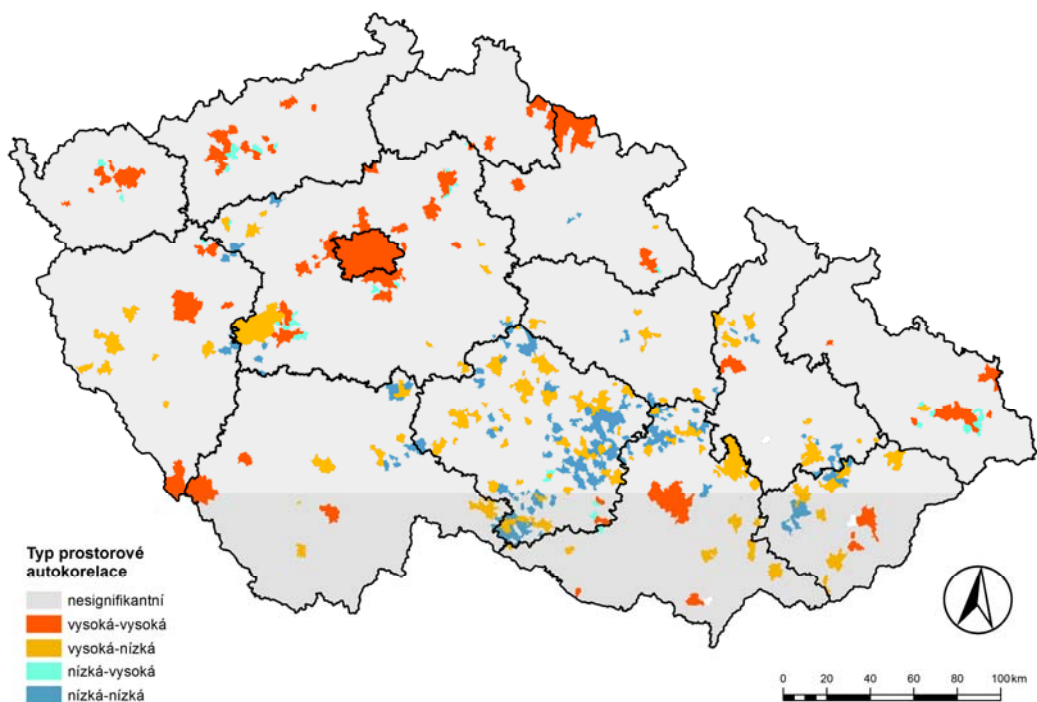 Typ prostorové
autokorelace
nesignifikantní
vysoká-vysoká
vysoká-nízká
nízká-vysoká
nízká-nízká
0 20 40 60 80 100 km